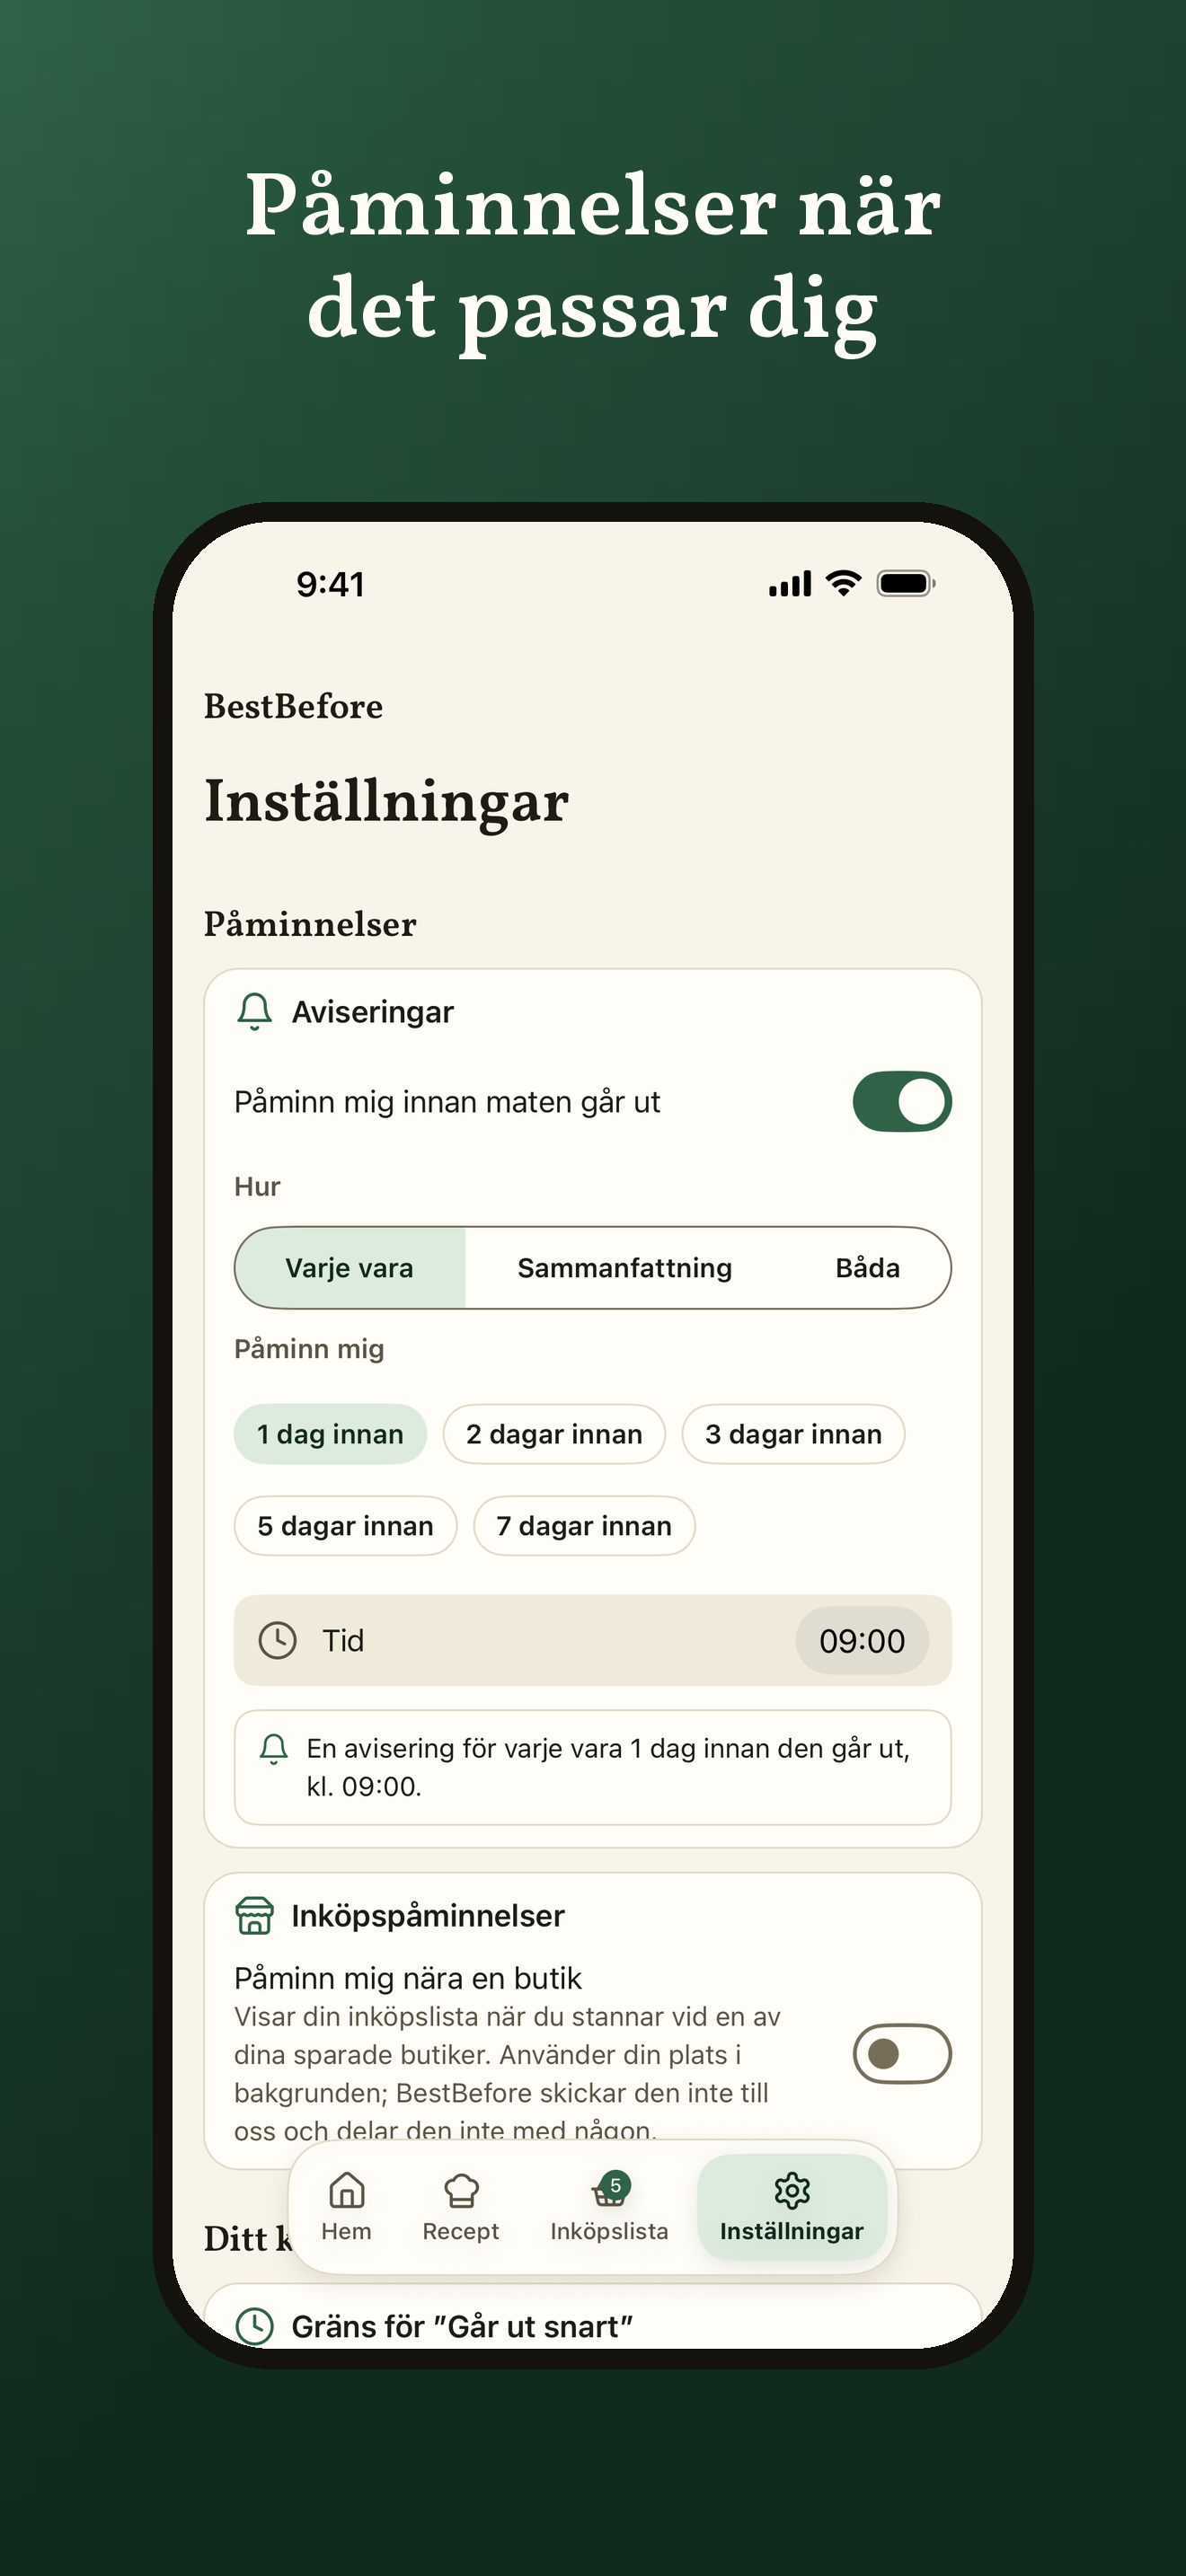 Påminnelser när
det passar dig
9:41
BestBefore
Inställningar
Påminnelser
Aviseringar
Påminn mig innan maten går ut
Hur
Varje vara Sammanfattning Båda
Påminn mig
1 dag innan 2 dagar innan 3 dagar innan
5 dagar innan 7 dagar innan
Tid 09:00
En avisering för varje vara 1 dag innan den går ut,
kl. 09:00.
Inköpspåminnelser
Påminn mig nära en butik
Visar din inköpslista när du stannar vid en av
dina sparade butiker. Använder din plats i
bakgrunden; BestBefore skickar den inte till
oss och delar den inte med någon.
5
Hem Recept Inköpslista Inställningar
Ditt
Gräns för ”Går ut snart”